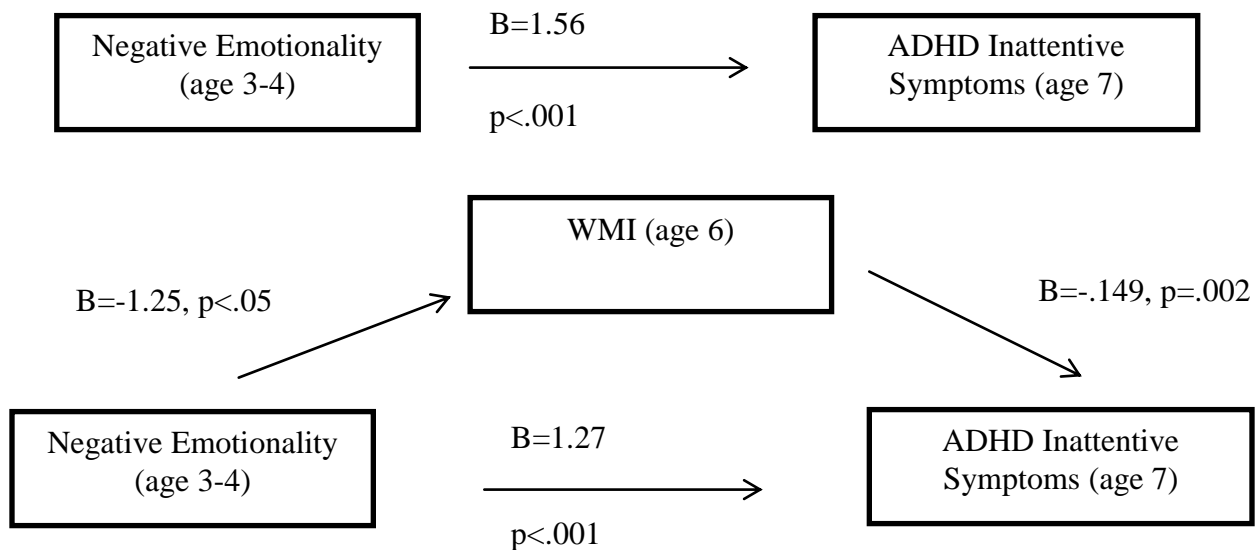 Negative Emotionality
(age 3-4)
B=1.56
p<.001
ADHD Inattentive
Symptoms (age 7)
WMI (age 6)
B=-1.25, p<.05
B=-.149, p=.002
Negative Emotionality
(age 3-4)
B=1.27
p<.001
ADHD Inattentive
Symptoms (age 7)